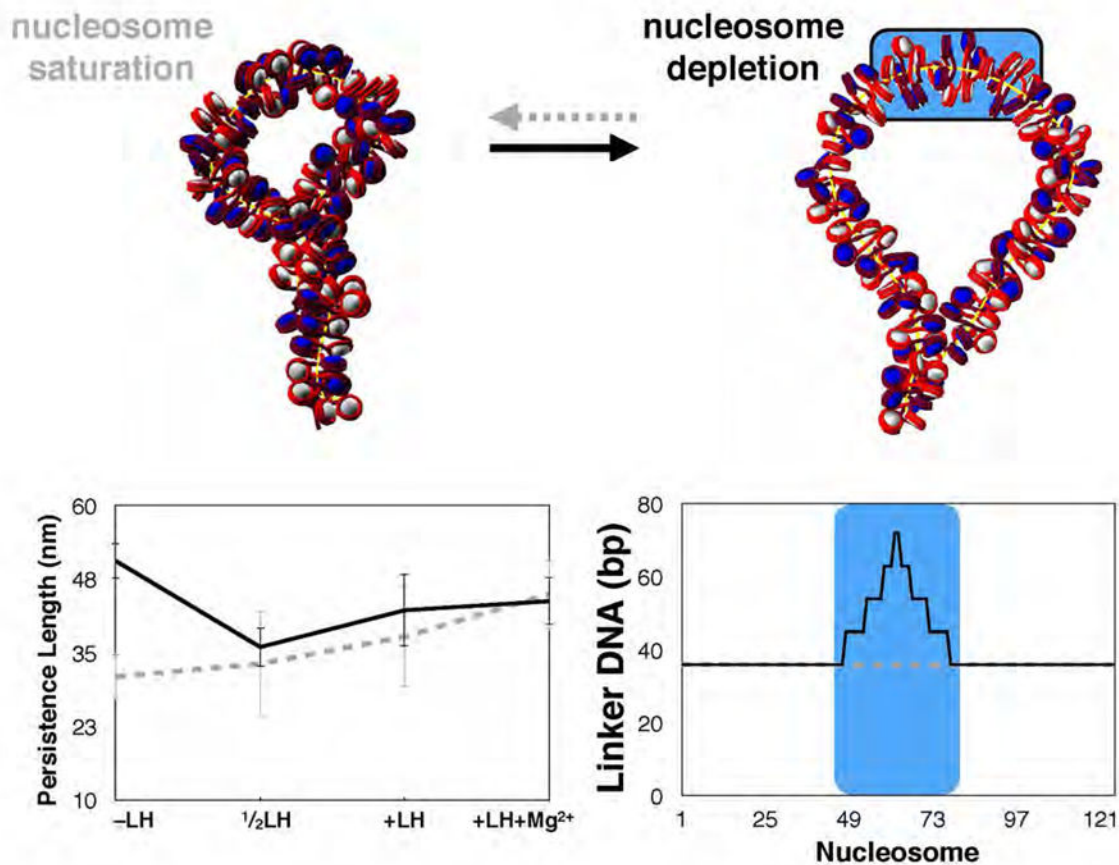 nucleosome
saturation
nucleosome
depletion
Persistence Length (nm)
60
48
35
23
10
–LH
½LH
+LH
+LH+Mg²⁺
Linker DNA (bp)
80
60
40
20
0
1
25
49
73
97
121
Nucleosome